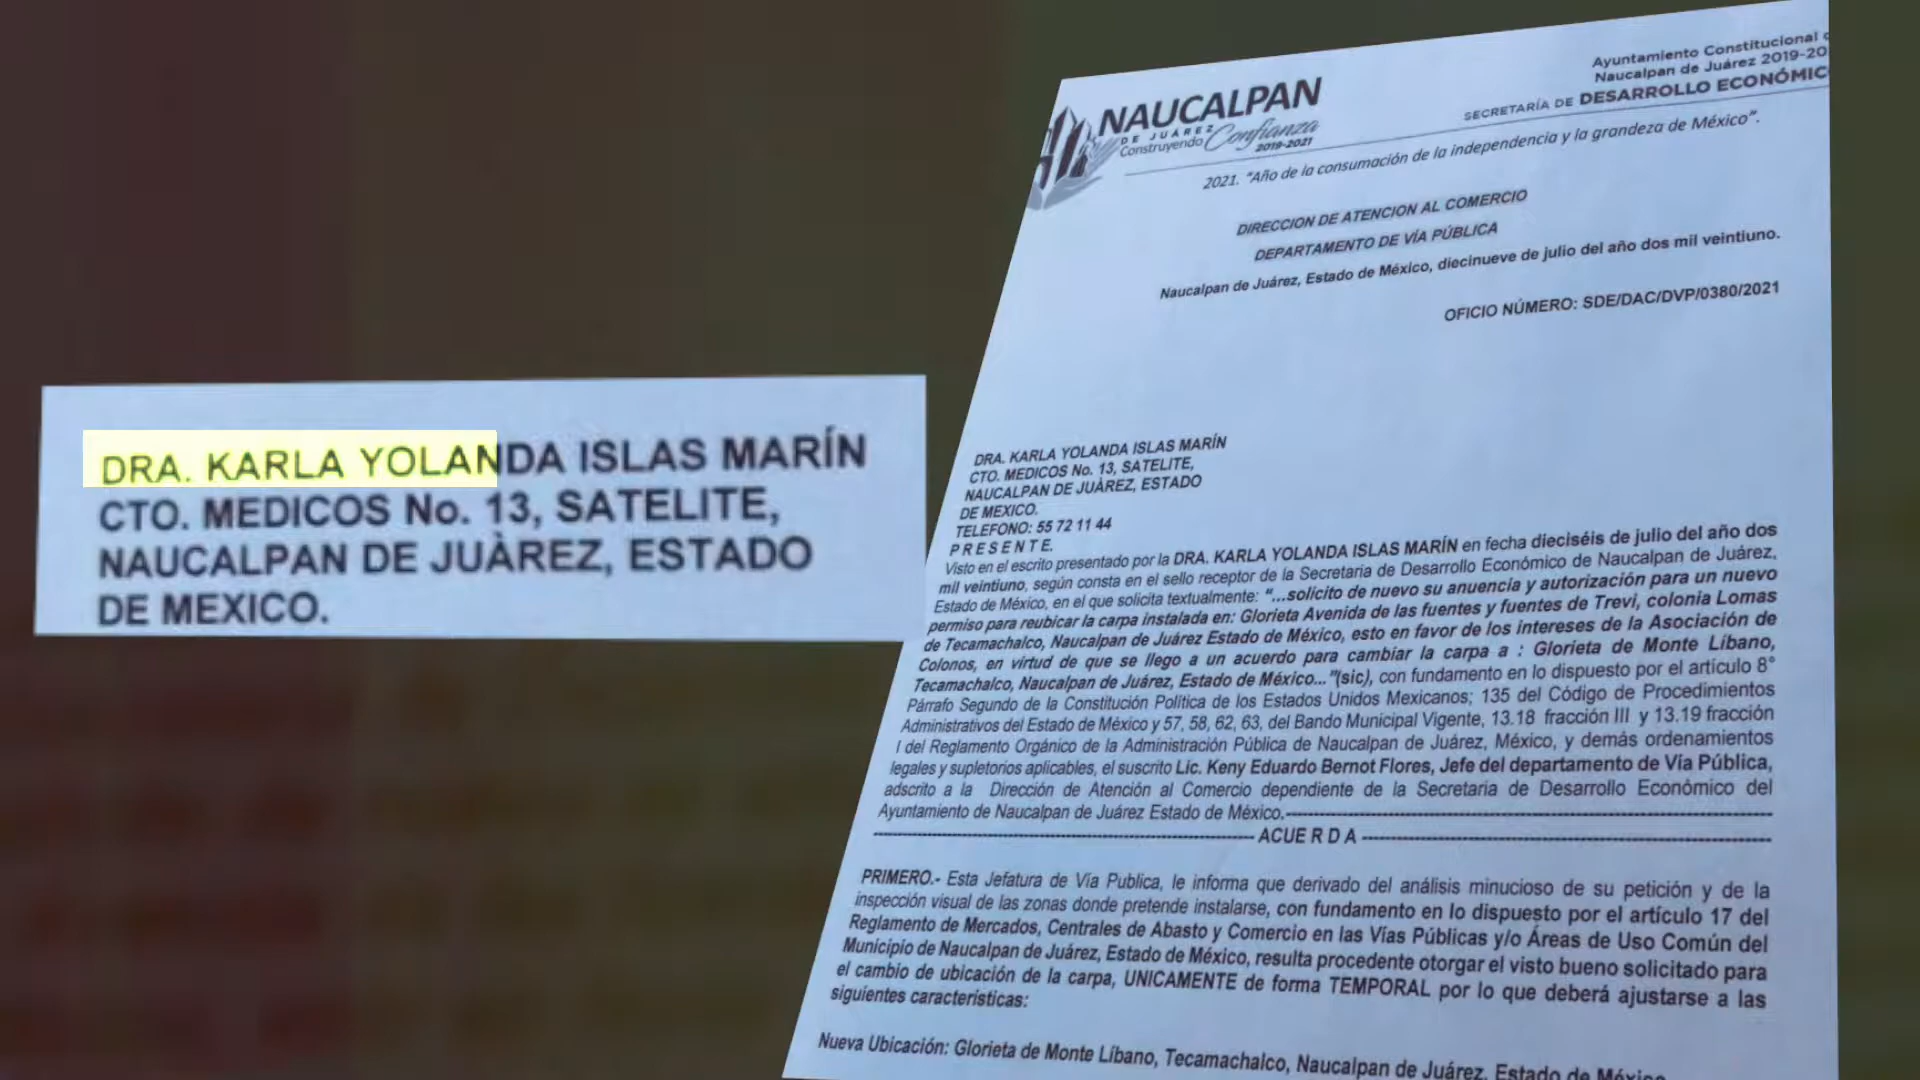 DRA. KARLA YOLANDA ISLAS MARÍN
CTO. MEDICOS No. 13, SATELITE,
NAUCALPAN DE JUÀREZ, ESTADO
DE MEXICO.
NAUCALPAN
DE JUÁREZ
Construyendo Confianza
2019-2021
Ayuntamiento Constitucional
Naucalpan de Juárez 2019-20
SECRETARÍA DE DESARROLLO ECONÓMIC
2021. "Año de la consumación de la independencia y la grandeza de México".
DIRECCION DE ATENCION AL COMERCIO
DEPARTAMENTO DE VÍA PÚBLICA
Naucalpan de Juárez, Estado de México, diecinueve de julio del año dos mil veintiuno.
OFICIO NÚMERO: SDE/DAC/DVP/0380/2021
DRA. KARLA YOLANDA ISLAS MARÍN
CTO. MEDICOS No. 13, SATELITE,
NAUCALPAN DE JUÀREZ, ESTADO
DE MEXICO.
TELEFONO: 55 72 11 44
P R E S E N T E.
Visto en el escrito presentado por la DRA. KARLA YOLANDA ISLAS MARÍN en fecha dieciséis de julio del año dos
mil veintiuno, según consta en el sello receptor de la Secretaria de Desarrollo Económico de Naucalpan de Juárez,
Estado de México, en el que solicita textualmente: "...solicito de nuevo su anuencia y autorización para un nuevo
permiso para reubicar la carpa instalada en: Glorieta Avenida de las fuentes y fuentes de Trevi, colonia Lomas
de Tecamachalco, Naucalpan de Juárez Estado de México, esto en favor de los intereses de la Asociación de
Colonos, en virtud de que se llego a un acuerdo para cambiar la carpa a : Glorieta de Monte Líbano,
Tecamachalco, Naucalpan de Juárez, Estado de México..."(sic), con fundamento en lo dispuesto por el artículo 8°
Párrafo Segundo de la Constitución Política de los Estados Unidos Mexicanos; 135 del Código de Procedimientos
Administrativos del Estado de México y 57, 58, 62, 63, del Bando Municipal Vigente, 13.18 fracción III y 13.19 fracción
I del Reglamento Orgánico de la Administración Pública de Naucalpan de Juárez, México, y demás ordenamientos
legales y supletorios aplicables, el suscrito Lic. Keny Eduardo Bernot Flores, Jefe del departamento de Vía Pública,
adscrito a la Dirección de Atención al Comercio dependiente de la Secretaria de Desarrollo Económico del
Ayuntamiento de Naucalpan de Juárez Estado de México.
ACUERDA
PRIMERO.- Esta Jefatura de Vía Publica, le informa que derivado del análisis minucioso de su petición y de la
inspección visual de las zonas donde pretende instalarse, con fundamento en lo dispuesto por el artículo 17 del
Reglamento de Mercados, Centrales de Abasto y Comercio en las Vías Públicas y/o Áreas de Uso Común del
Municipio de Naucalpan de Juárez, Estado de México, resulta procedente otorgar el visto bueno solicitado para
el cambio de ubicación de la carpa, UNICAMENTE de forma TEMPORAL por lo que deberá ajustarse a las
siguientes características:
Nueva Ubicación: Glorieta de Monte Líbano, Tecamachalco, Naucalpan de Juárez, Estado de México